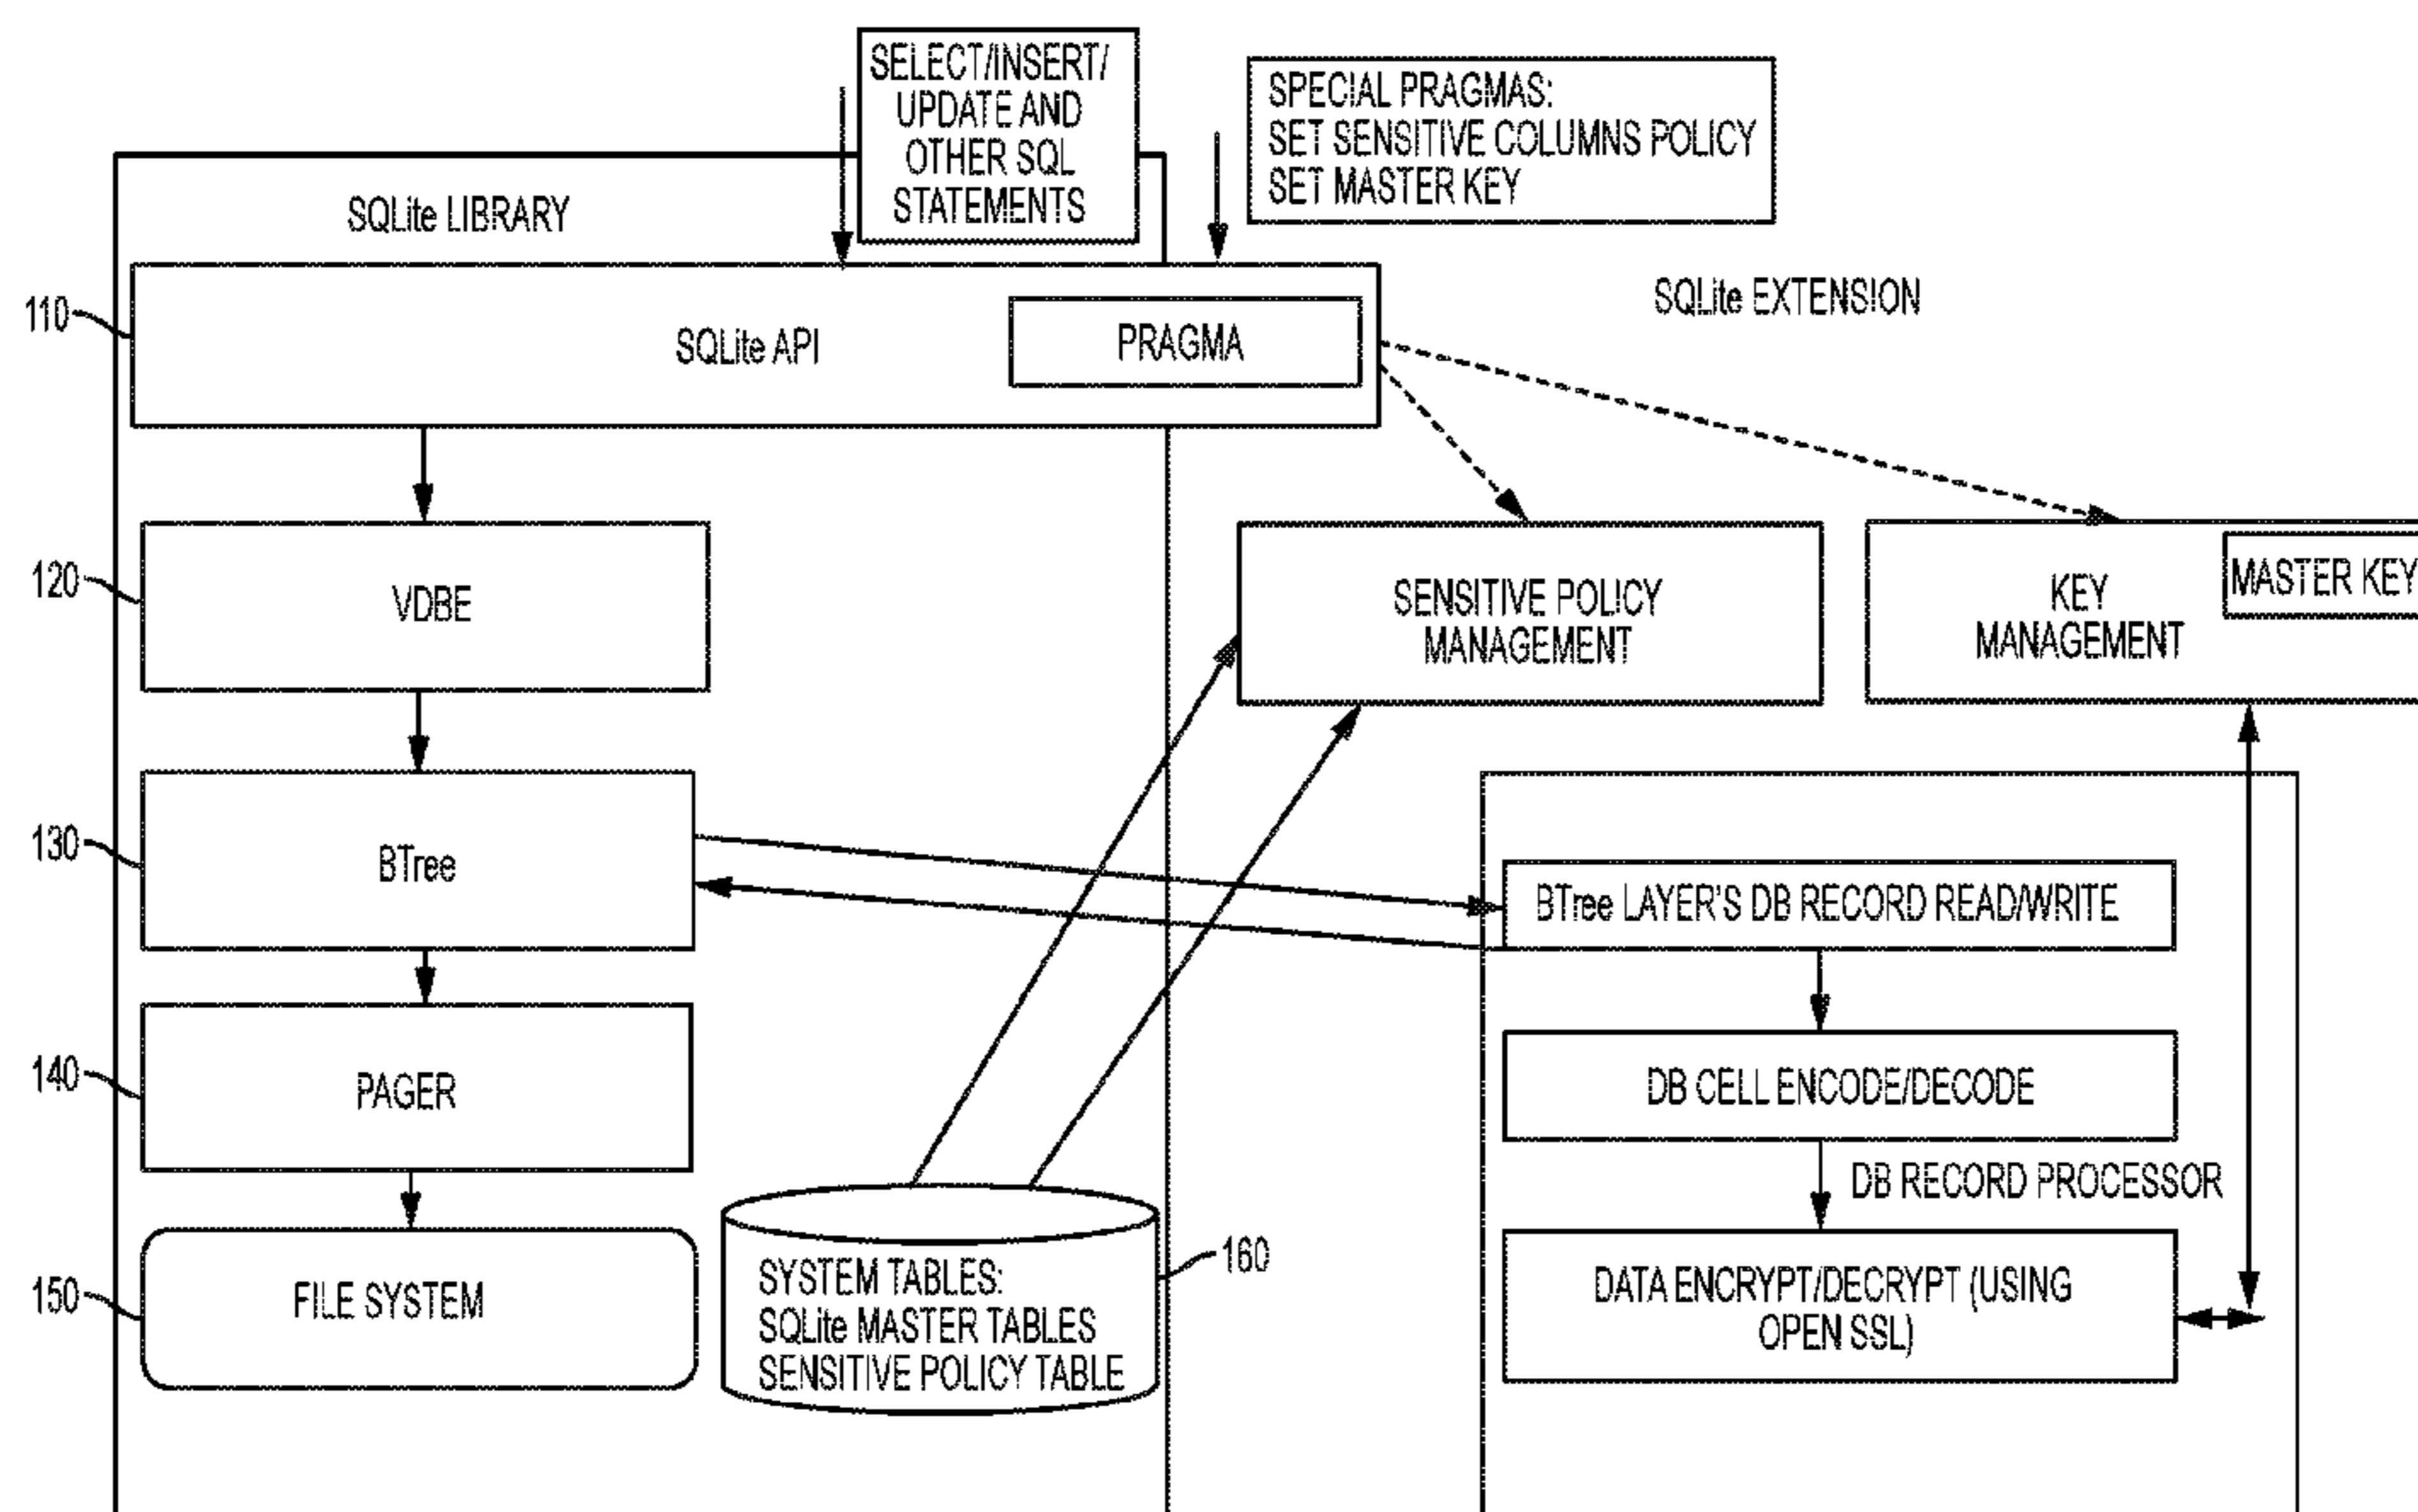 SELECT/INSERT/
UPDATE AND
OTHER SQL
STATEMENTS
SPECIAL PRAGMAS:
SET SENSITIVE COLUMNS POLICY
SET MASTER KEY
SQLite LIBRARY
SQLite EXTENSION
110
SQLite API
PRAGMA
120
VDBE
SENSITIVE POLICY
MANAGEMENT
KEY
MANAGEMENT
MASTER KEY
130
BTree
BTree LAYER'S DB RECORD READ/WRITE
140
PAGER
DB CELL ENCODE/DECODE
DB RECORD PROCESSOR
150
FILE SYSTEM
SYSTEM TABLES:
SQLite MASTER TABLES
SENSITIVE POLICY TABLE
160
DATA ENCRYPT/DECRYPT (USING
OPEN SSL)